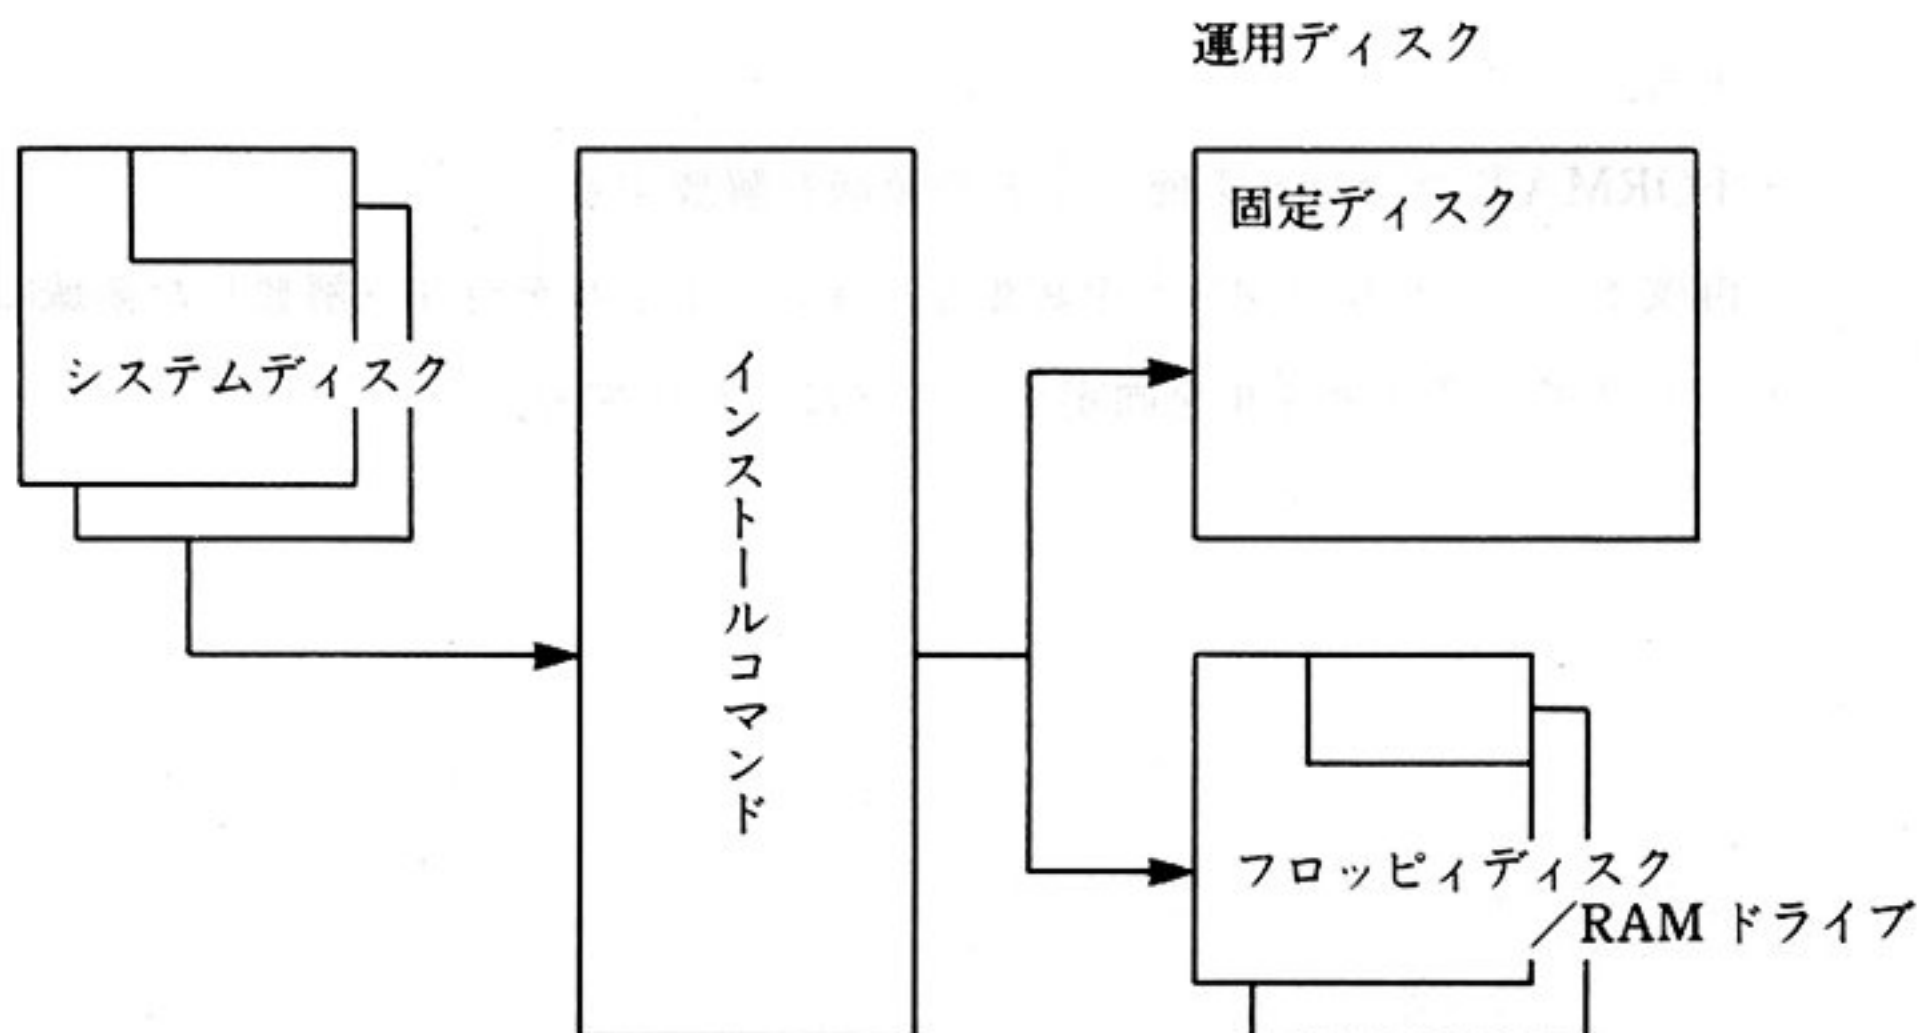 運用ディスク
固定ディスク
システムディスク
インストールコマンド
フロッピィディスク
／RAMドライブ